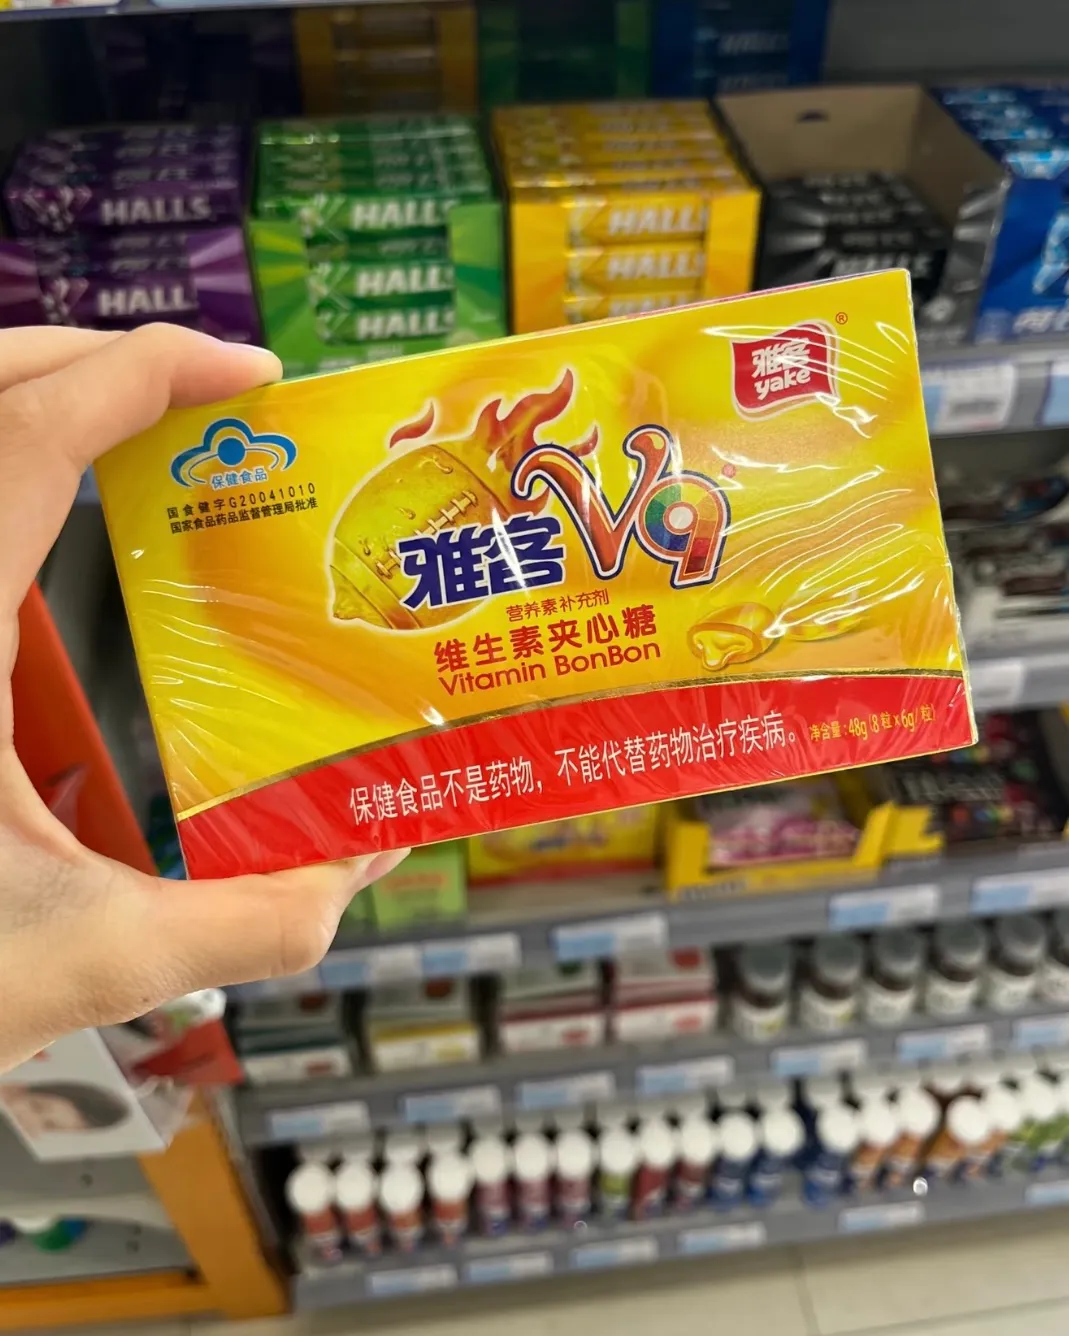 HALLS
HALLS
HALLS
HALL
HALLS
HALLS
HALLS
HALLS
雅客
yake
®
保健食品
国食健字G20041010
国家食品药品监督管理局批准
雅客V9
营养素补充剂
维生素夹心糖
Vitamin BonBon
保健食品不是药物，不能代替药物治疗疾病。
净含量:48g(8粒×6g/粒)